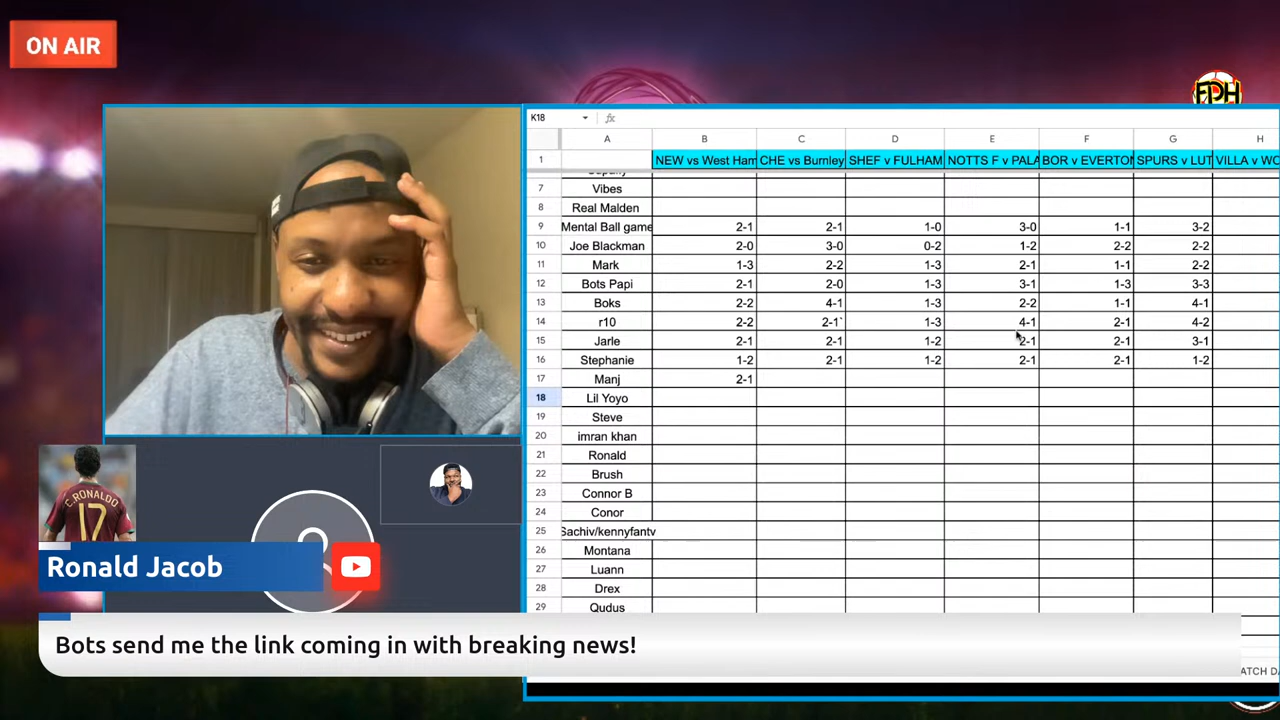 ON AIR
FPH
K18 fx
A B C D E F G H
1 NEW vs West Ham CHE vs Burnley SHEF v FULHAM NOTTS F v PALA BOR v EVERTON SPURS v LUT VILLA v WO
7 Vibes
8 Real Malden
9 Mental Ball game 2-1 2-1 1-0 3-0 1-1 3-2
10 Joe Blackman 2-0 3-0 0-2 1-2 2-2 2-2
11 Mark 1-3 2-2 1-3 2-1 1-1 2-2
12 Bots Papi 2-1 2-0 1-3 3-1 1-3 3-3
13 Boks 2-2 4-1 1-3 2-2 1-1 4-1
14 r10 2-2 2-1` 1-3 4-1 2-1 4-2
15 Jarle 2-1 2-1 1-2 2-1 2-1 3-1
16 Stephanie 1-2 2-1 1-2 2-1 2-1 1-2
17 Manj 2-1
18 Lil Yoyo
19 Steve
20 imran khan
21 Ronald
22 Brush
23 Connor B
24 Conor
25 Sachiv/kennyfantv
26 Montana
27 Luann
28 Drex
29 Qudus
ATCH DA
C.RONALDO
17
Ronald Jacob
Bots send me the link coming in with breaking news!